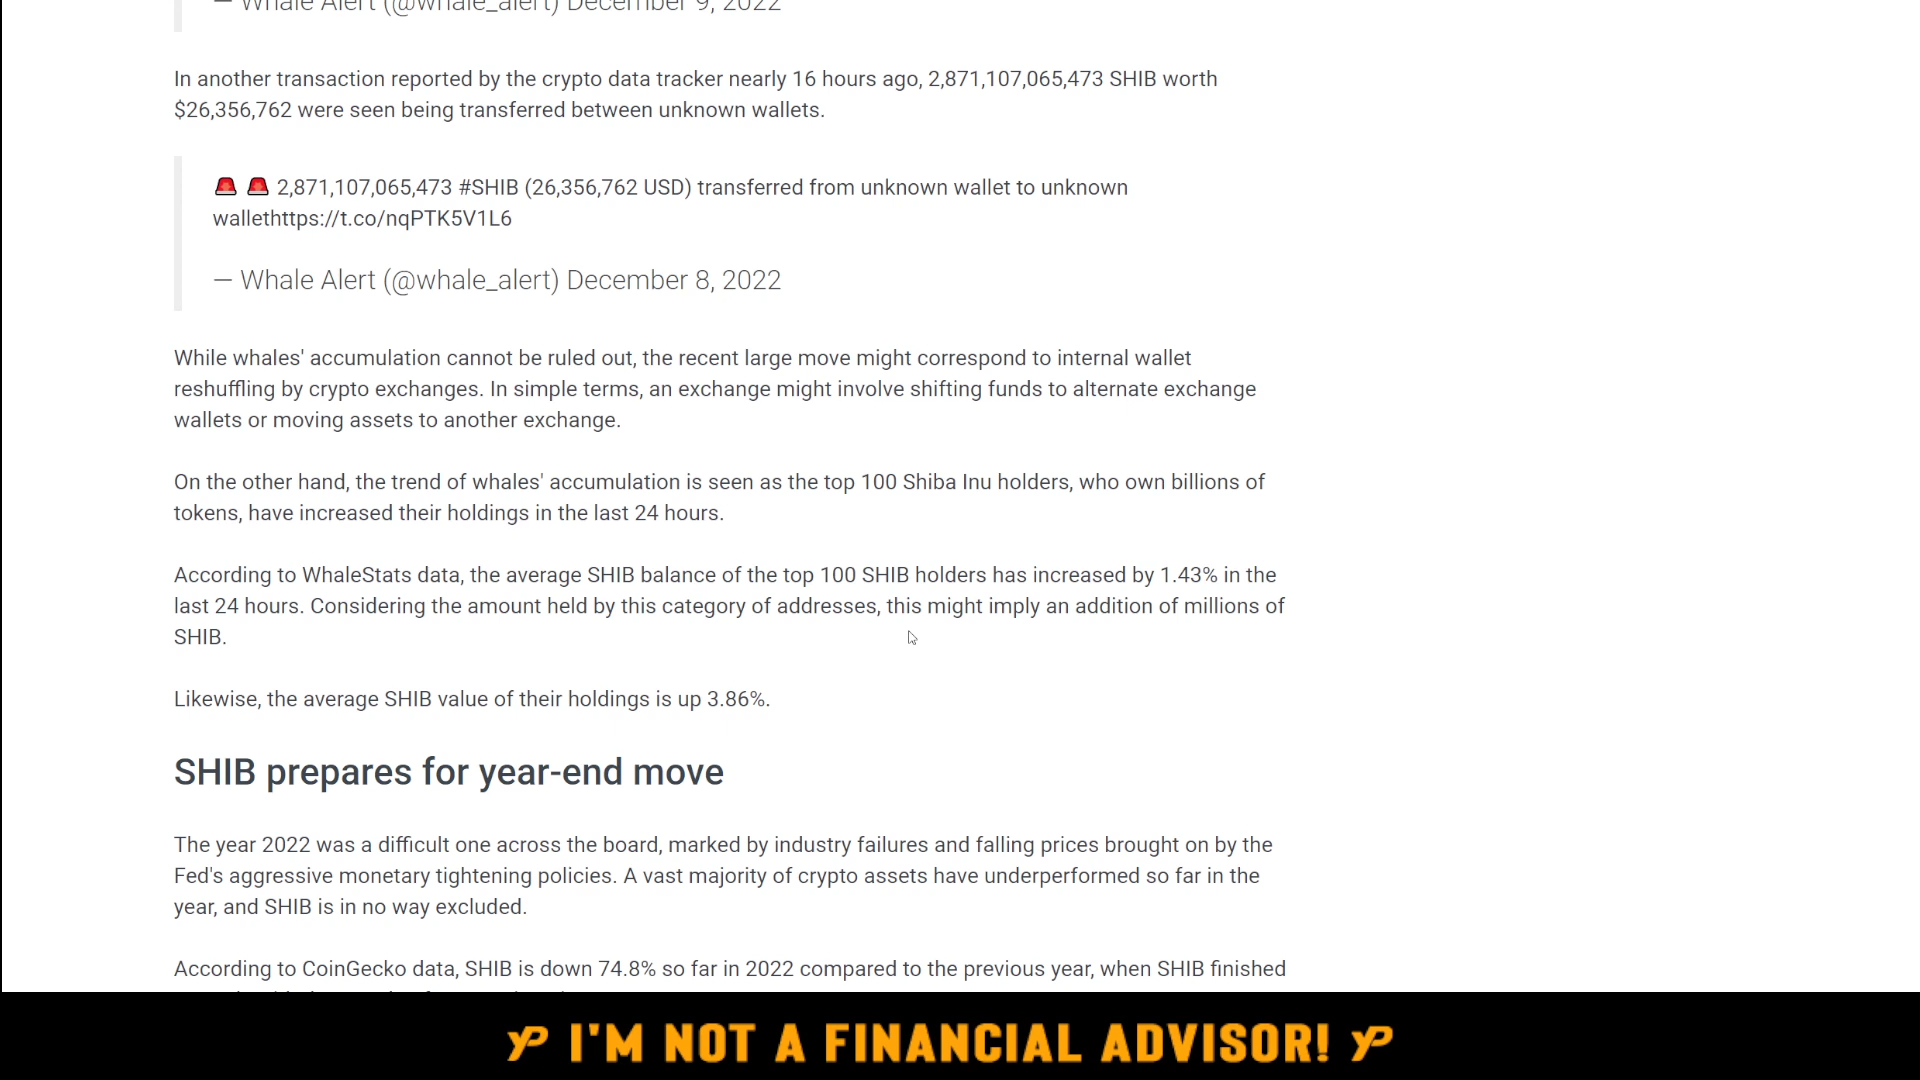 — Whale Alert (@whale_alert) December 9, 2022
In another transaction reported by the crypto data tracker nearly 16 hours ago, 2,871,107,065,473 SHIB worth
$26,356,762 were seen being transferred between unknown wallets.
🚨 🚨 2,871,107,065,473 #SHIB (26,356,762 USD) transferred from unknown wallet to unknown
wallethttps://t.co/nqPTK5V1L6
— Whale Alert (@whale_alert) December 8, 2022
While whales' accumulation cannot be ruled out, the recent large move might correspond to internal wallet
reshuffling by crypto exchanges. In simple terms, an exchange might involve shifting funds to alternate exchange
wallets or moving assets to another exchange.
On the other hand, the trend of whales' accumulation is seen as the top 100 Shiba Inu holders, who own billions of
tokens, have increased their holdings in the last 24 hours.
According to WhaleStats data, the average SHIB balance of the top 100 SHIB holders has increased by 1.43% in the
last 24 hours. Considering the amount held by this category of addresses, this might imply an addition of millions of
SHIB.
Likewise, the average SHIB value of their holdings is up 3.86%.
SHIB prepares for year-end move
The year 2022 was a difficult one across the board, marked by industry failures and falling prices brought on by the
Fed's aggressive monetary tightening policies. A vast majority of crypto assets have underperformed so far in the
year, and SHIB is in no way excluded.
According to CoinGecko data, SHIB is down 74.8% so far in 2022 compared to the previous year, when SHIB finished
YP I'M NOT A FINANCIAL ADVISOR! YP